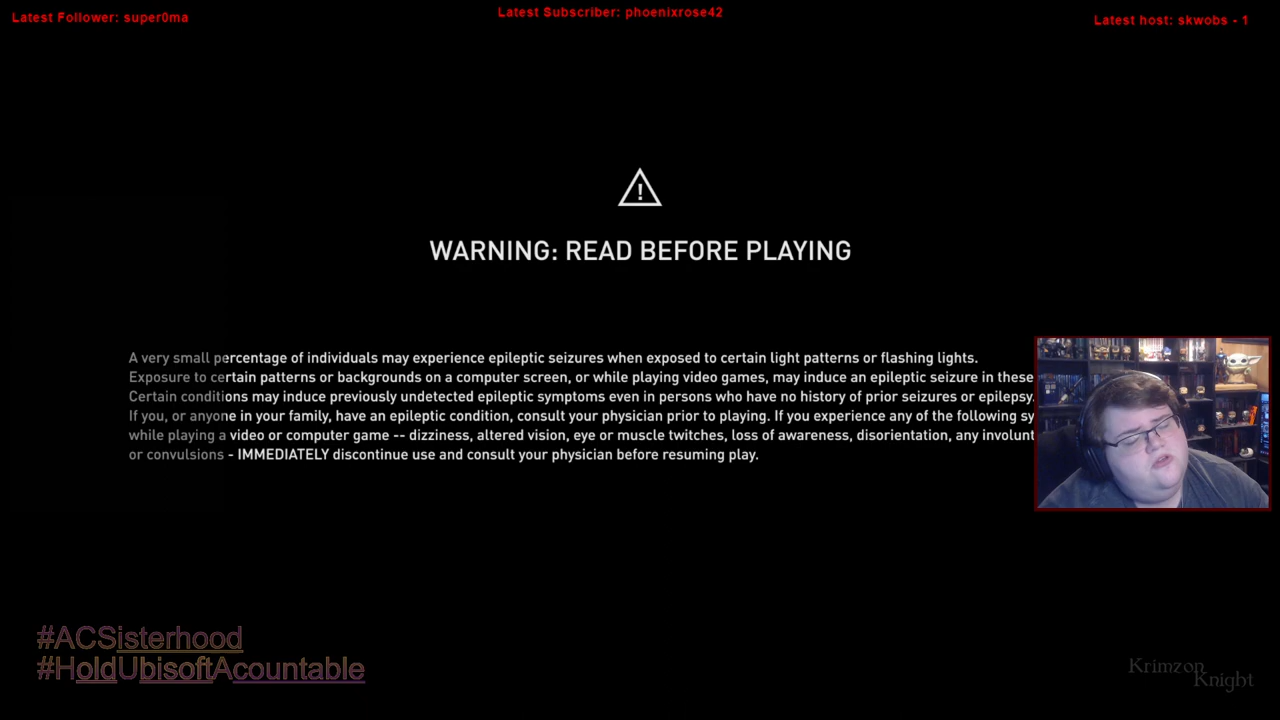 Latest Follower: super0ma
Latest Subscriber: phoenixrose42
Latest host: skwobs - 1
WARNING: READ BEFORE PLAYING
A very small percentage of individuals may experience epileptic seizures when exposed to certain light patterns or flashing lights.
Exposure to certain patterns or backgrounds on a computer screen, or while playing video games, may induce an epileptic seizure in these
Certain conditions may induce previously undetected epileptic symptoms even in persons who have no history of prior seizures or epilepsy.
If you, or anyone in your family, have an epileptic condition, consult your physician prior to playing. If you experience any of the following sy
while playing a video or computer game -- dizziness, altered vision, eye or muscle twitches, loss of awareness, disorientation, any involunt
or convulsions - IMMEDIATELY discontinue use and consult your physician before resuming play.
#ACSisterhood
#HoldUbisoftAcountable
Krimzon
Knight